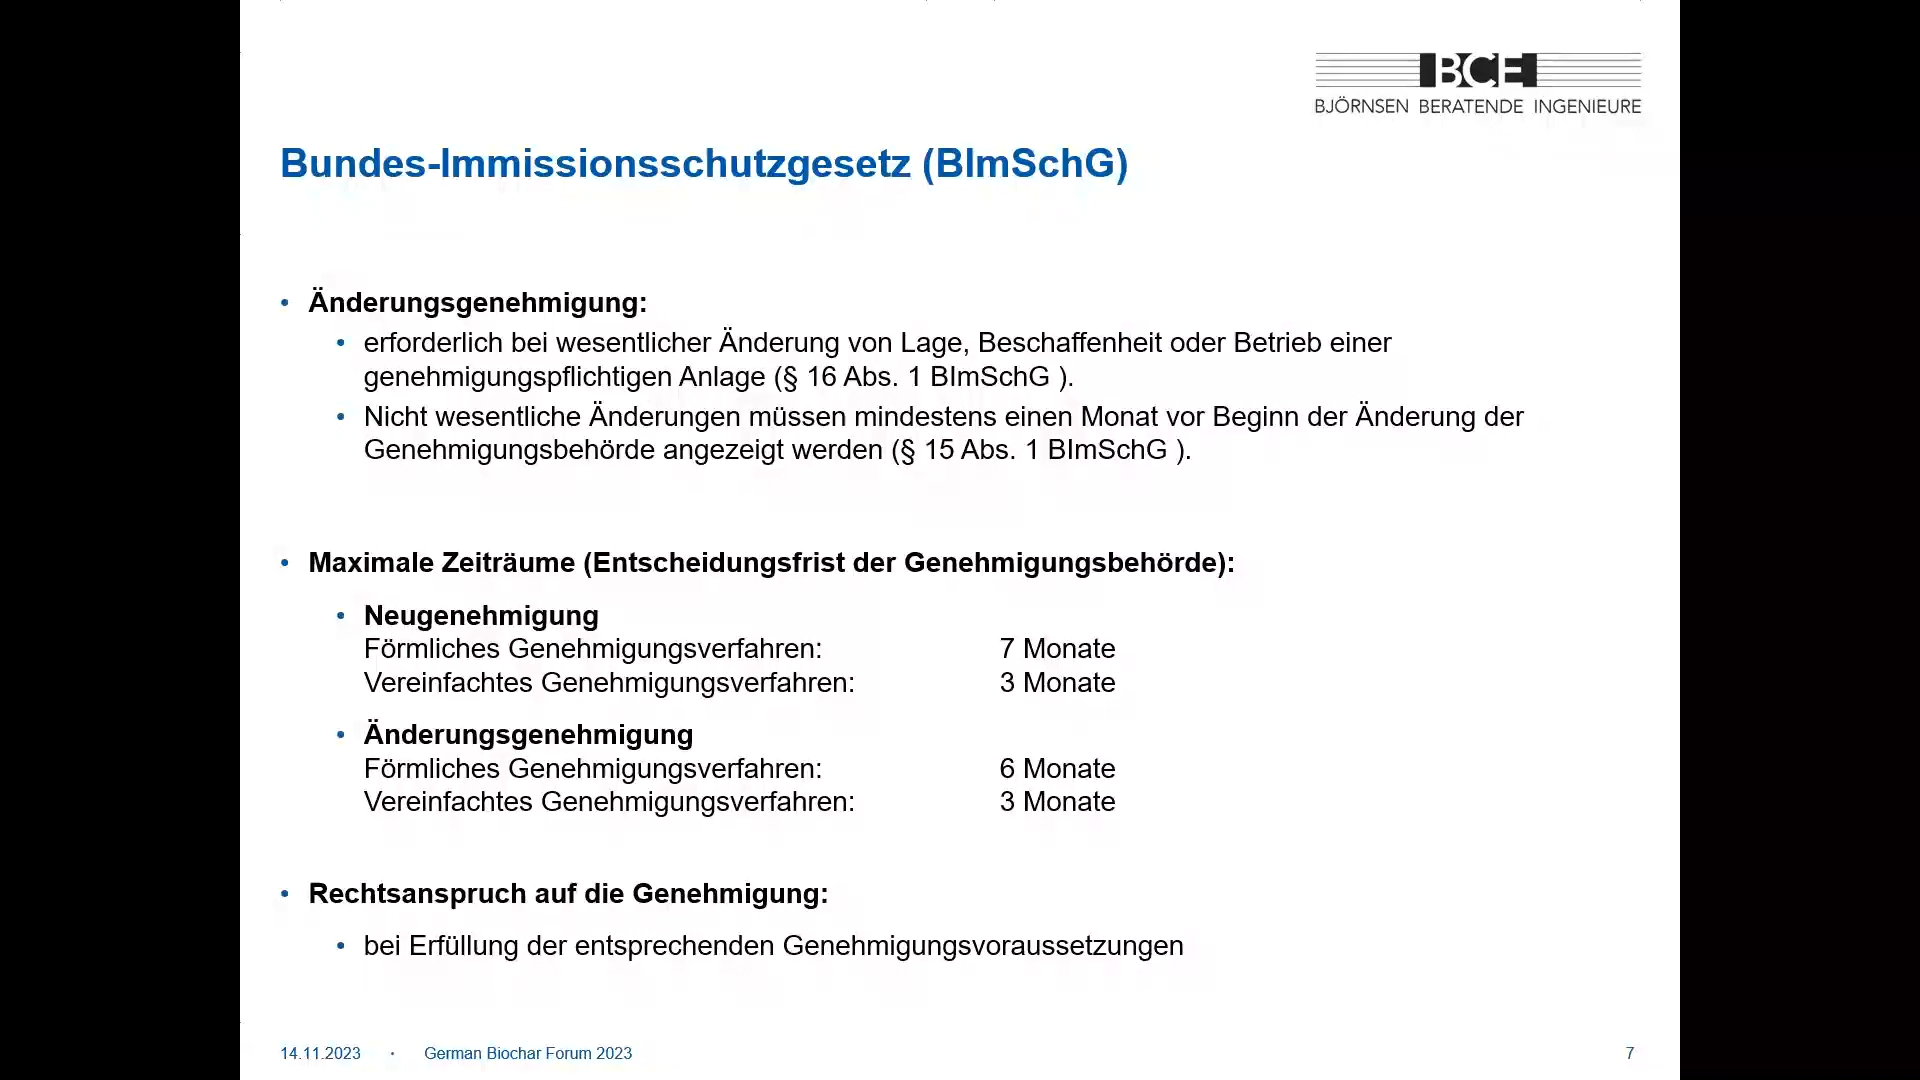 BCE
BJÖRNSEN BERATENDE INGENIEURE
Bundes-Immissionsschutzgesetz (BImSchG)
• Änderungsgenehmigung:
• erforderlich bei wesentlicher Änderung von Lage, Beschaffenheit oder Betrieb einer
genehmigungspflichtigen Anlage (§ 16 Abs. 1 BImSchG ).
• Nicht wesentliche Änderungen müssen mindestens einen Monat vor Beginn der Änderung der
Genehmigungsbehörde angezeigt werden (§ 15 Abs. 1 BImSchG ).
• Maximale Zeiträume (Entscheidungsfrist der Genehmigungsbehörde):
• Neugenehmigung
Förmliches Genehmigungsverfahren: 7 Monate
Vereinfachtes Genehmigungsverfahren: 3 Monate
• Änderungsgenehmigung
Förmliches Genehmigungsverfahren: 6 Monate
Vereinfachtes Genehmigungsverfahren: 3 Monate
• Rechtsanspruch auf die Genehmigung:
• bei Erfüllung der entsprechenden Genehmigungsvoraussetzungen
14.11.2023 · German Biochar Forum 2023 7